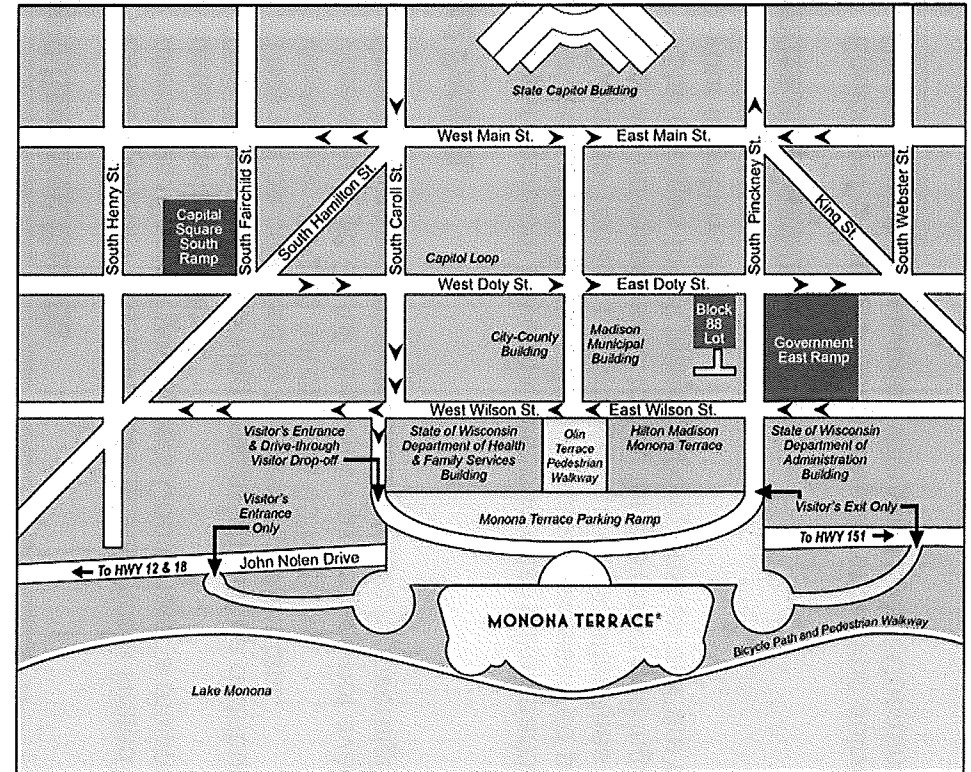 State Capitol Building
West Main St.
East Main St.
South Henry St.
South Fairchild St.
South Hamilton St.
South Carroll St.
South Pinckney St.
King St.
South Webster St.
Capital
Square
South
Ramp
Capitol Loop
West Doty St.
East Doty St.
City-County
Building
Madison
Municipal
Building
Block
88
Lot
Government
East Ramp
West Wilson St.
East Wilson St.
Visitor's Entrance
& Drive-through
Visitor Drop-off
State of Wisconsin
Department of Health
& Family Services
Building
Olin
Terrace
Pedestrian
Walkway
Hilton Madison
Monona Terrace
State of Wisconsin
Department of
Administration
Building
Visitor's
Entrance
Only
Monona Terrace Parking Ramp
Visitor's Exit Only
To HWY 151
To HWY 12 & 18
John Nolen Drive
MONONA TERRACE®
Bicycle Path and Pedestrian Walkway
Lake Monona